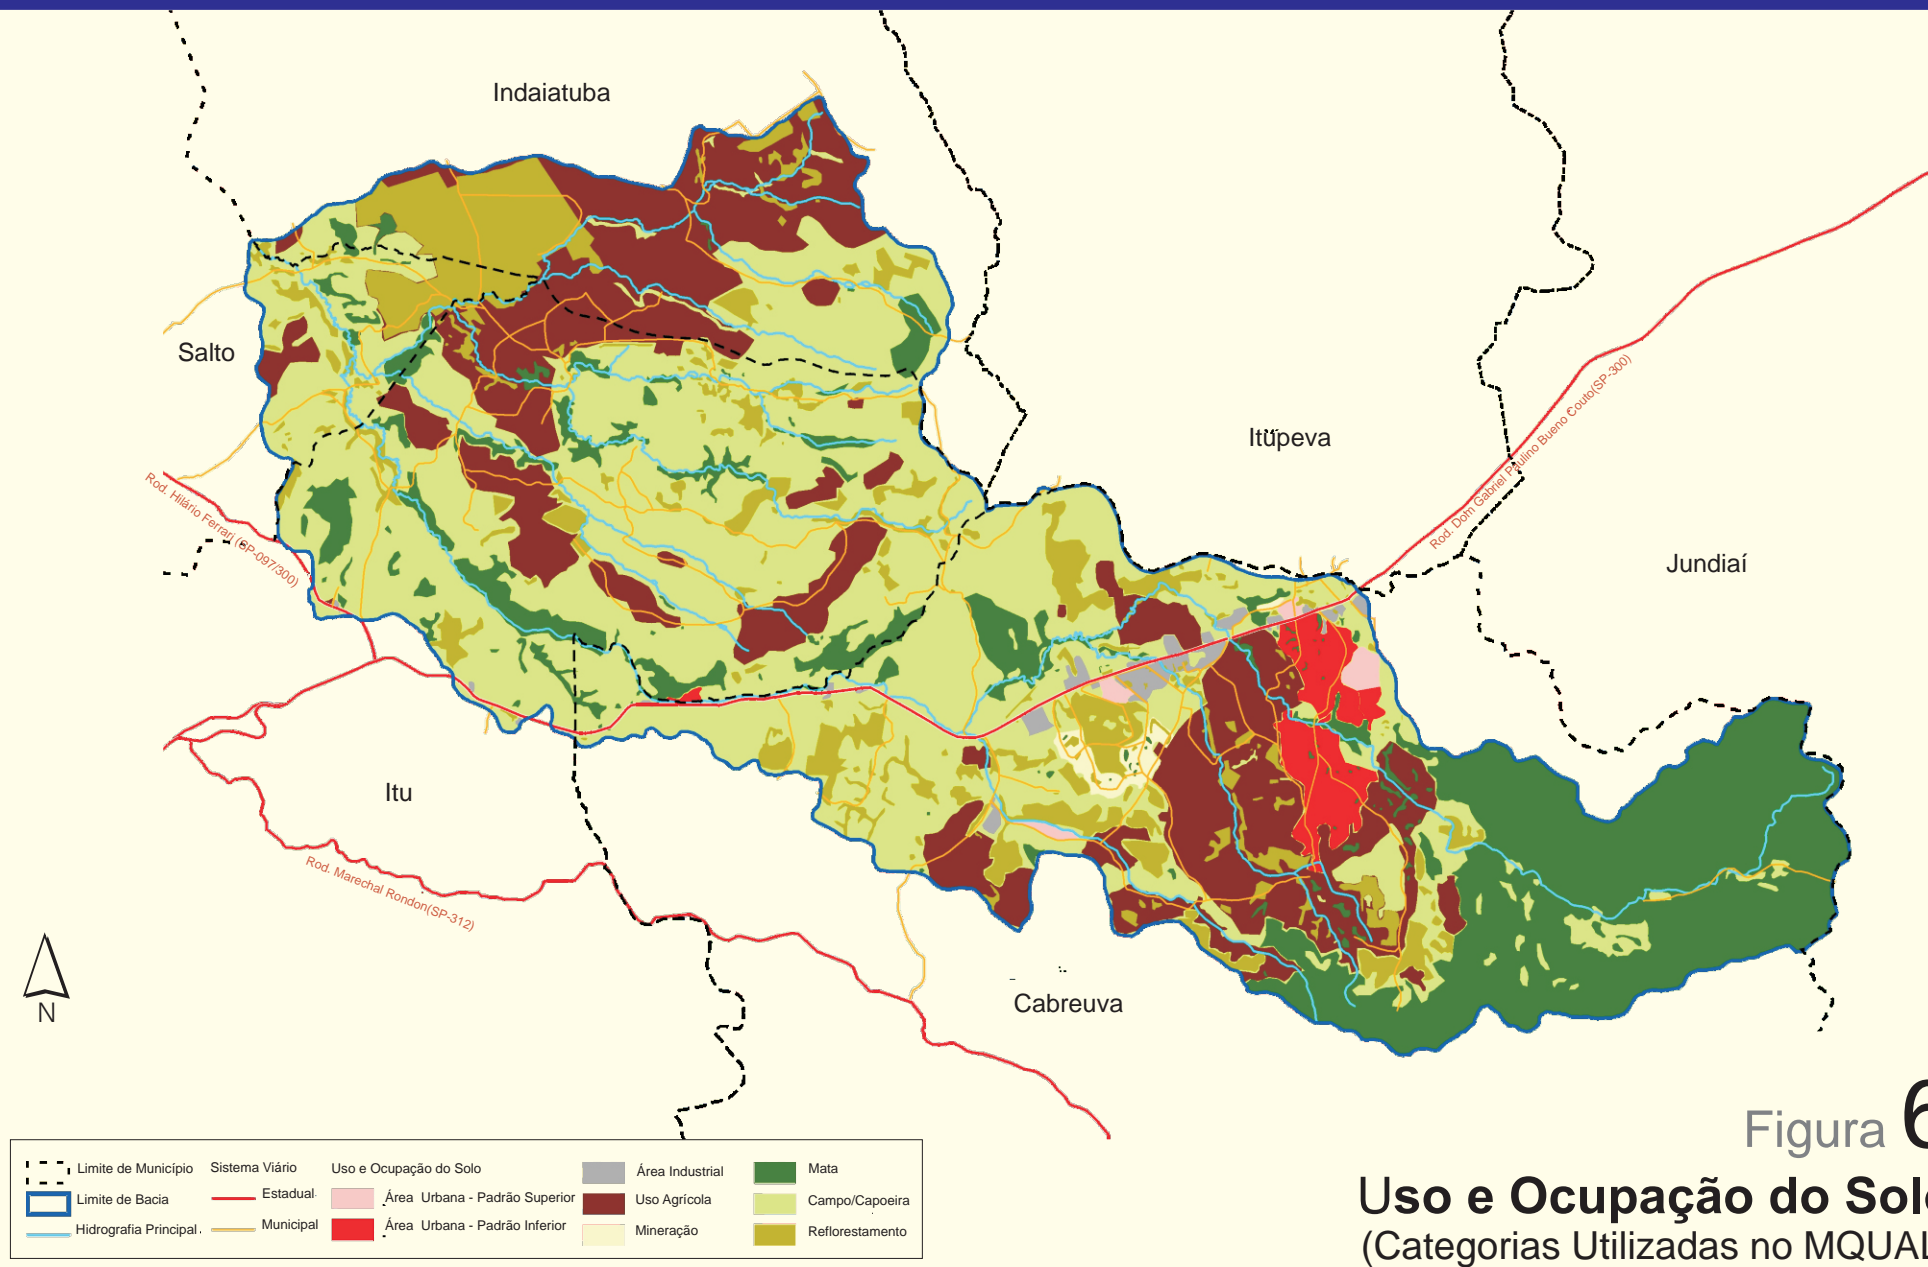 Indaiatuba
Salto
Itupeva
Rod. Dom Gabriel Paulino Bueno Couto(SP-300)
Rod. Hilário Ferrari (SP-097/300)
Jundiaí
Itu
Rod. Marechal Rondon(SP-312)
Cabreuva
N
Figura 6
Uso e Ocupação do Solo
(Categorias Utilizadas no MQUAL
Limite de Município
Limite de Bacia
Hidrografia Principal
Sistema Viário
Estadual
Municipal
Uso e Ocupação do Solo
Área Urbana - Padrão Superior
Área Urbana - Padrão Inferior
Área Industrial
Uso Agrícola
Mineração
Mata
Campo/Capoeira
Reflorestamento